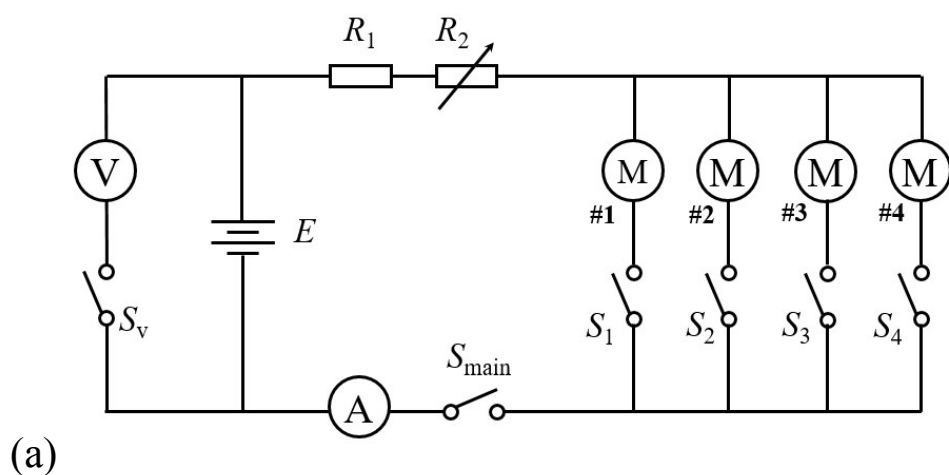 R1 R2
V M M M M
#1 #2 #3 #4
E
Sv S1 S2 S3 S4
Smain
A
(a)